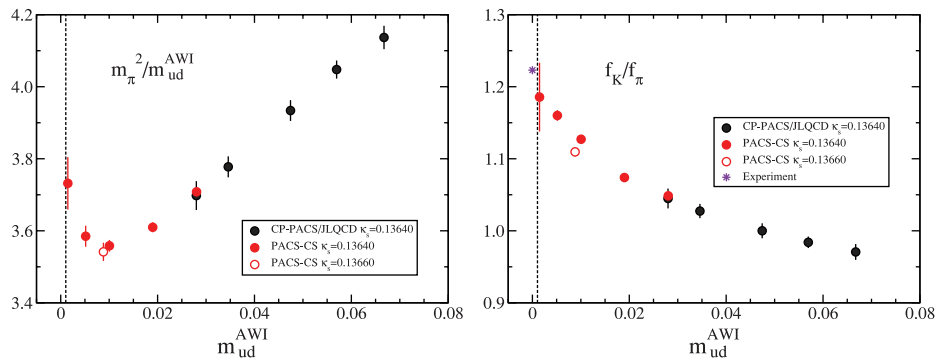 4.2
4.0
3.8
3.6
3.4
m_π²/m_ud^AWI
CP-PACS/JLQCD κ_s=0.13640
PACS-CS κ_s=0.13640
PACS-CS κ_s=0.13660
0 0.02 0.04 0.06 0.08
m_ud^AWI
1.3
1.2
1.1
1.0
0.9
f_K/f_π
CP-PACS/JLQCD κ_s=0.13640
PACS-CS κ_s=0.13640
PACS-CS κ_s=0.13660
Experiment
0 0.02 0.04 0.06 0.08
m_ud^AWI